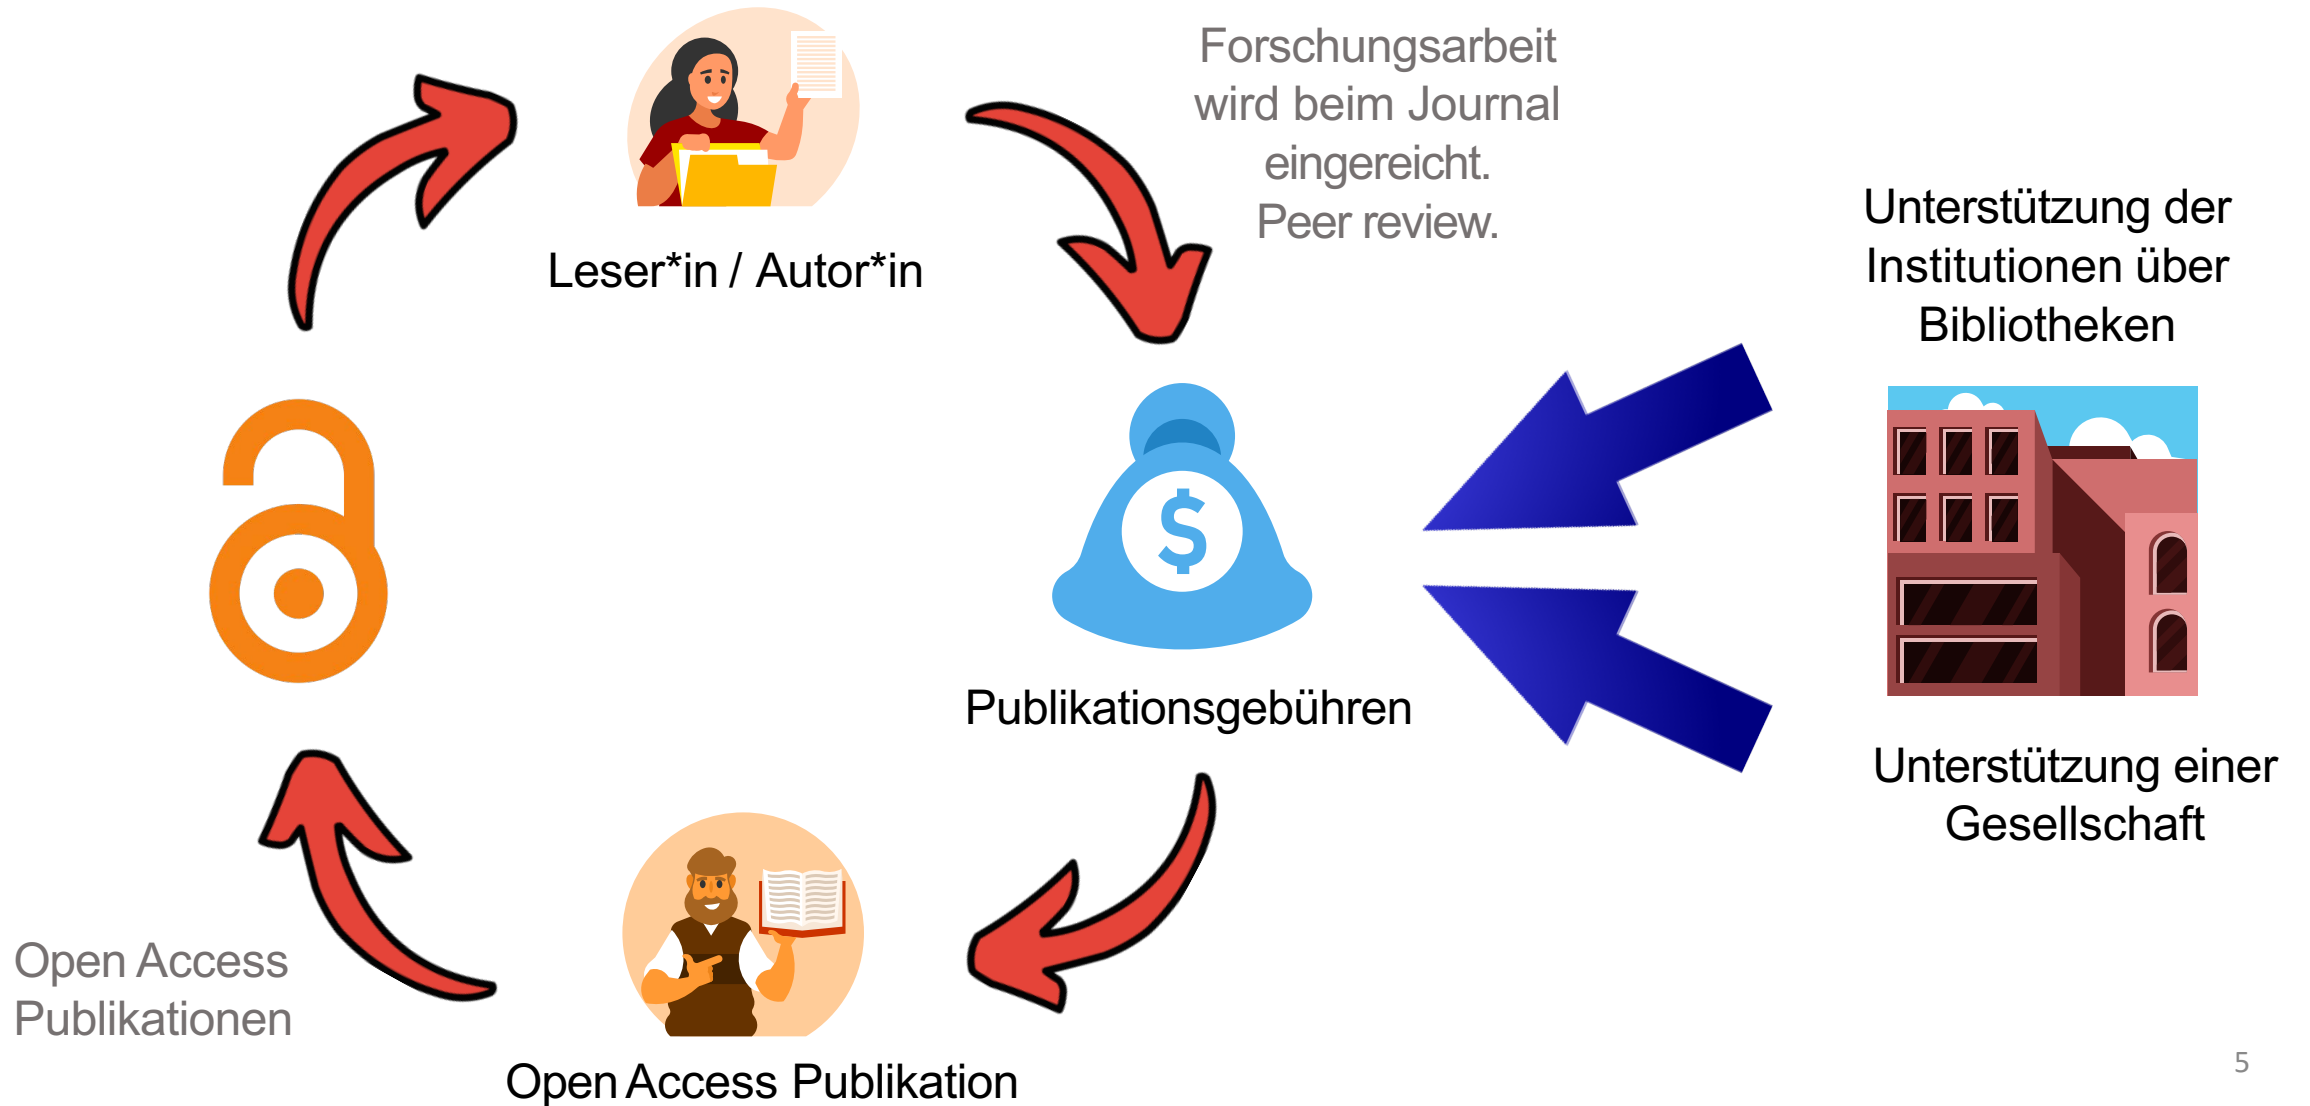 Forschungsarbeit
wird beim Journal
eingereicht.
Peer review.
Leser*in / Autor*in
Unterstützung der
Institutionen über
Bibliotheken
$
Publikationsgebühren
Unterstützung einer
Gesellschaft
Open Access
Publikationen
Open Access Publikation
5